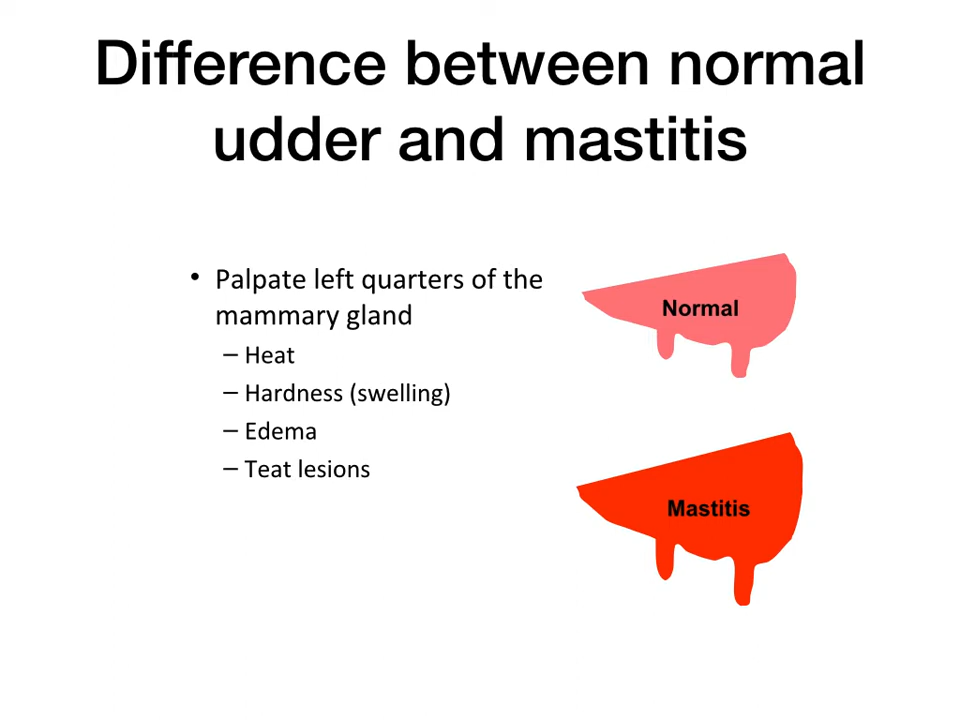 Difference between normal
udder and mastitis
• Palpate left quarters of the
mammary gland
– Heat
– Hardness (swelling)
– Edema
– Teat lesions
Normal
Mastitis